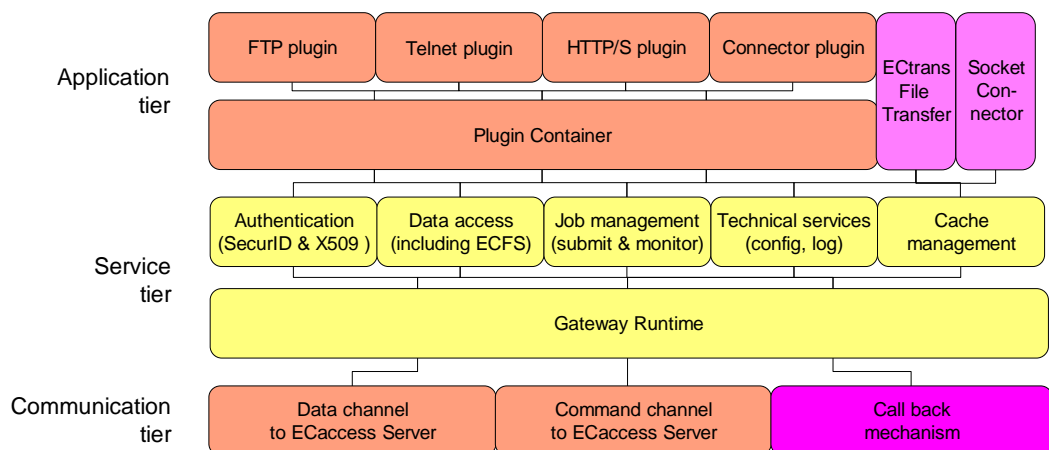 FTP plugin
Telnet plugin
HTTP/S plugin
Connector plugin
ECtrans
File
Transfer
Socket
Con-
nector
Application
tier
Plugin Container
Authentication
(SecurID & X509 )
Data access
(including ECFS)
Job management
(submit & monitor)
Technical services
(config, log)
Cache
management
Service
tier
Gateway Runtime
Communication
tier
Data channel
to ECaccess Server
Command channel
to ECaccess Server
Call back
mechanism